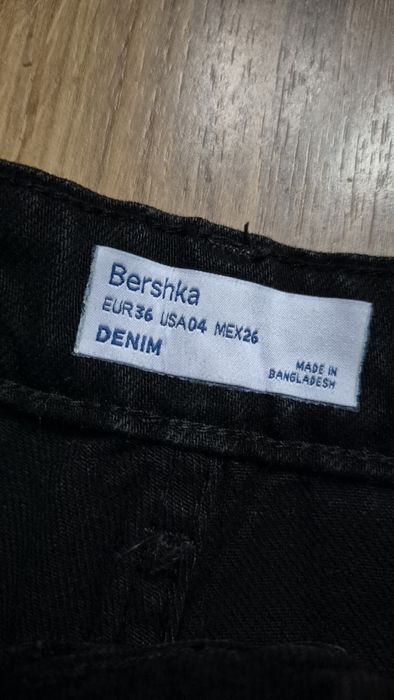 Bershka
EUR36 USA04 MEX26
DENIM
MADE IN
BANGLADESH